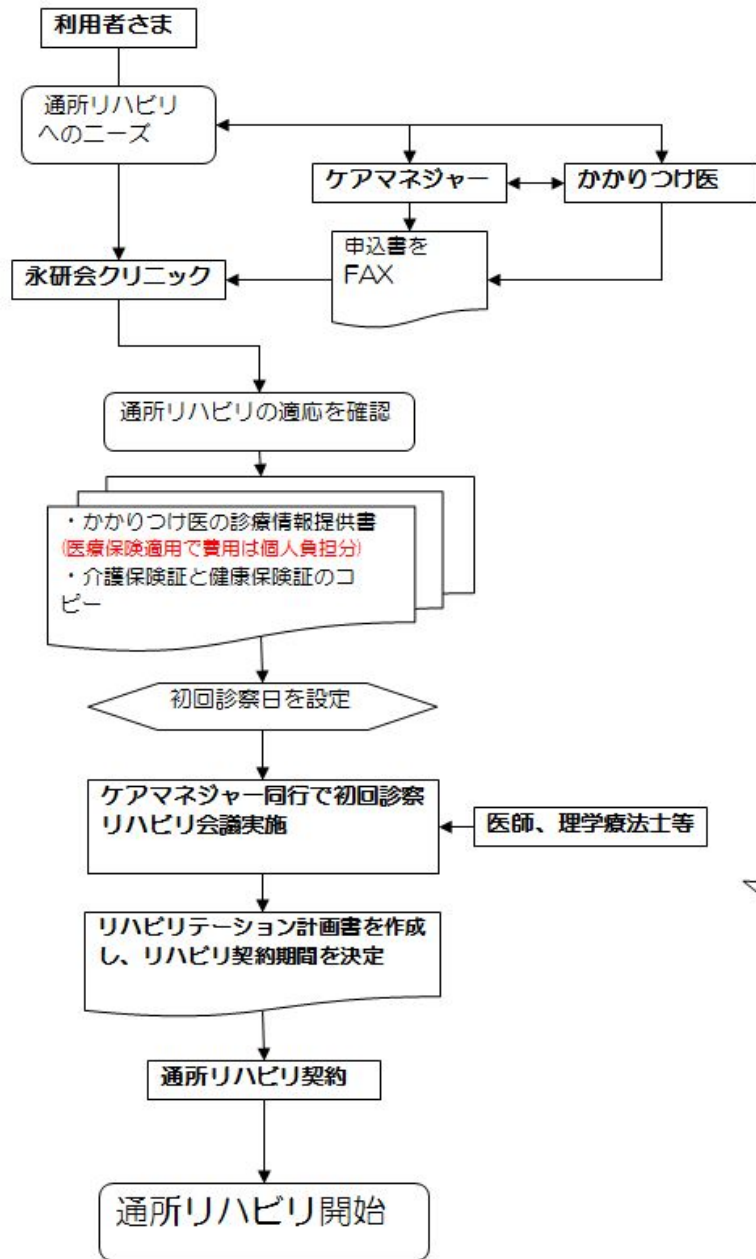 利用者さま
通所リハビリ
へのニーズ
ケアマネジャー
かかりつけ医
申込書を
FAX
永研会クリニック
通所リハビリの適応を確認
・かかりつけ医の診療情報提供書
(医療保険適用で費用は個人負担分)
・介護保険証と健康保険証のコ
ピー
初回診察日を設定
ケアマネジャー同行で初回診察
リハビリ会議実施
医師、理学療法士等
リハビリテーション計画書を作成
し、リハビリ契約期間を決定
通所リハビリ契約
通所リハビリ開始